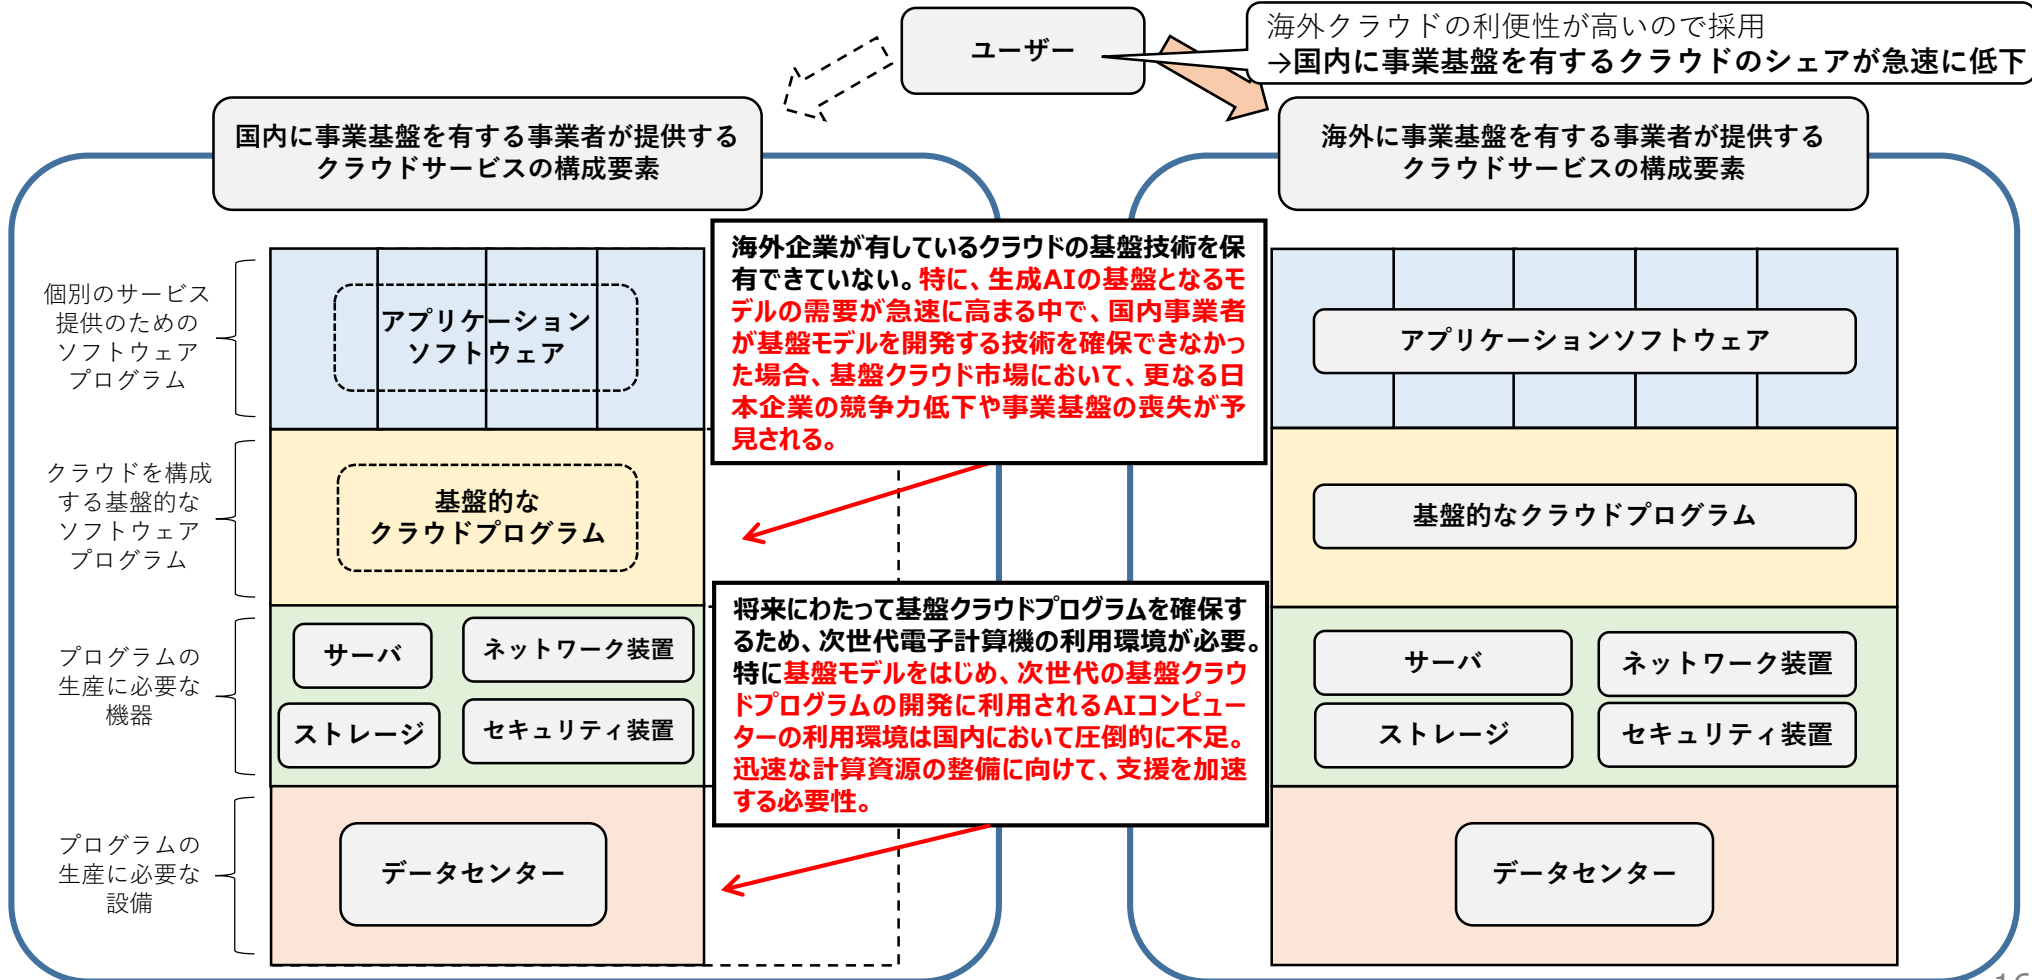 ユーザー
海外クラウドの利便性が高いので採用
→国内に事業基盤を有するクラウドのシェアが急速に低下
国内に事業基盤を有する事業者が提供する
クラウドサービスの構成要素
海外に事業基盤を有する事業者が提供する
クラウドサービスの構成要素
個別のサービス
提供のための
ソフトウェア
プログラム
アプリケーション
ソフトウェア
海外企業が有しているクラウドの基盤技術を保
有できていない。特に、生成AIの基盤となるモ
デルの需要が急速に高まる中で、国内事業者
が基盤モデルを開発する技術を確保できなかっ
た場合、基盤クラウド市場において、更なる日
本企業の競争力低下や事業基盤の喪失が予
見される。
アプリケーションソフトウェア
クラウドを構成
する基盤的な
ソフトウェア
プログラム
基盤的な
クラウドプログラム
基盤的なクラウドプログラム
プログラムの
生産に必要な
機器
サーバ
ネットワーク装置
ストレージ
セキュリティ装置
将来にわたって基盤クラウドプログラムを確保す
るため、次世代電子計算機の利用環境が必要。
特に基盤モデルをはじめ、次世代の基盤クラウ
ドプログラムの開発に利用されるAIコンピュー
ターの利用環境は国内において圧倒的に不足。
迅速な計算資源の整備に向けて、支援を加速
する必要性。
サーバ
ネットワーク装置
ストレージ
セキュリティ装置
プログラムの
生産に必要な
設備
データセンター
データセンター